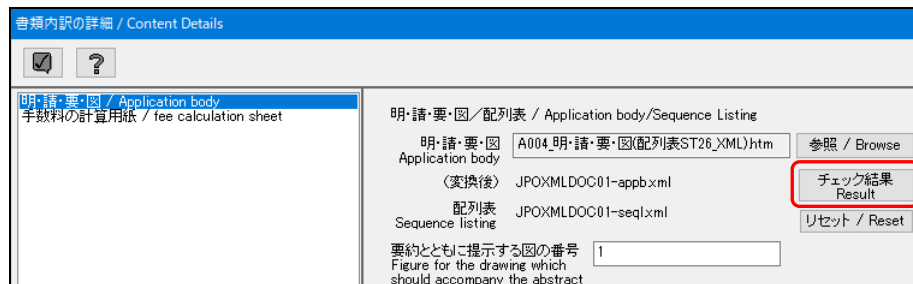 書類内訳の詳細 / Content Details
?
明・請・要・図 / Application body
手数料の計算用紙 / fee calculation sheet
明・請・要・図／配列表 / Application body/Sequence Listing
明・請・要・図
Application body
A004_明・請・要・図(配列表ST26_XML).htm
参照 / Browse
(変換後)
JPOXMLDOC01-appb.xml
チェック結果
Result
配列表
Sequence listing
JPOXMLDOC01-seql.xml
リセット / Reset
要約とともに提示する図の番号
Figure for the drawing which
should accompany the abstract
1